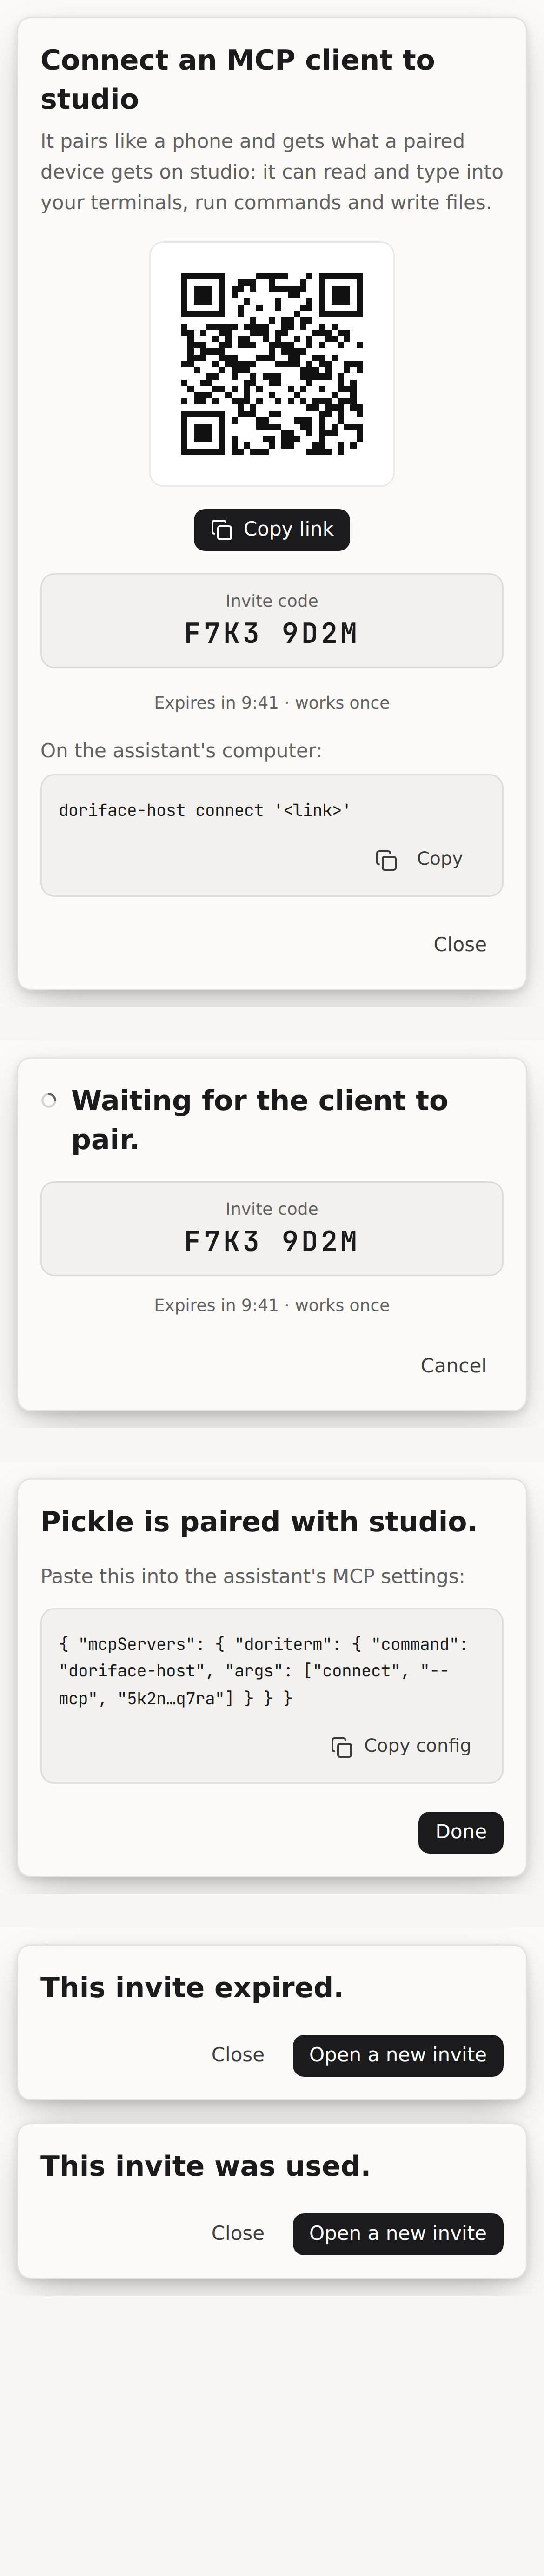 Connect an MCP client to
studio
It pairs like a phone and gets what a paired
device gets on studio: it can read and type into
your terminals, run commands and write files.
Copy link
Invite code
F7K3 9D2M
Expires in 9:41 · works once
On the assistant's computer:
doriface-host connect '<link>'
Copy
Close
Waiting for the client to
pair.
Invite code
F7K3 9D2M
Expires in 9:41 · works once
Cancel
Pickle is paired with studio.
Paste this into the assistant's MCP settings:
{ "mcpServers": { "doriterm": { "command":
"doriface-host", "args": ["connect", "--
mcp", "5k2n…q7ra"] } } }
Copy config
Done
This invite expired.
Close
Open a new invite
This invite was used.
Close
Open a new invite